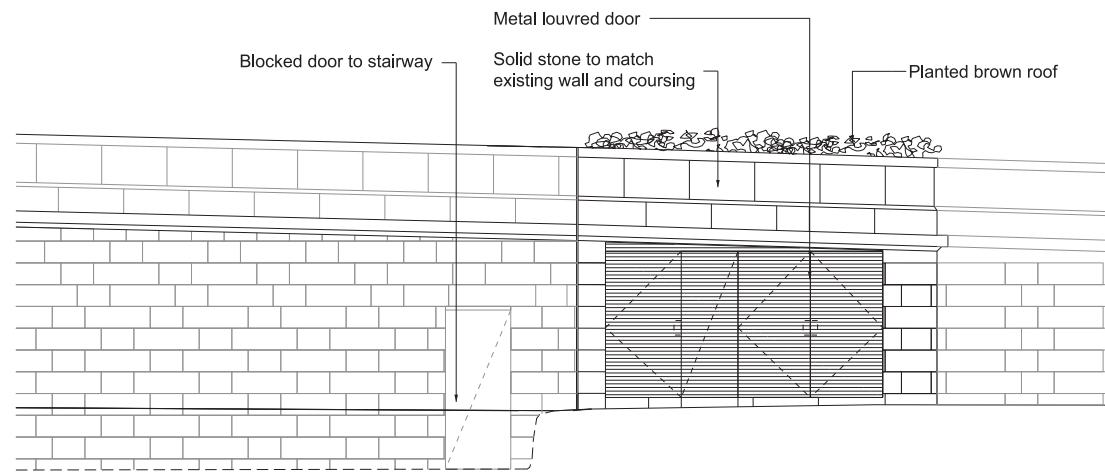 Metal louvred door
Blocked door to stairway
Solid stone to match
existing wall and coursing
Planted brown roof